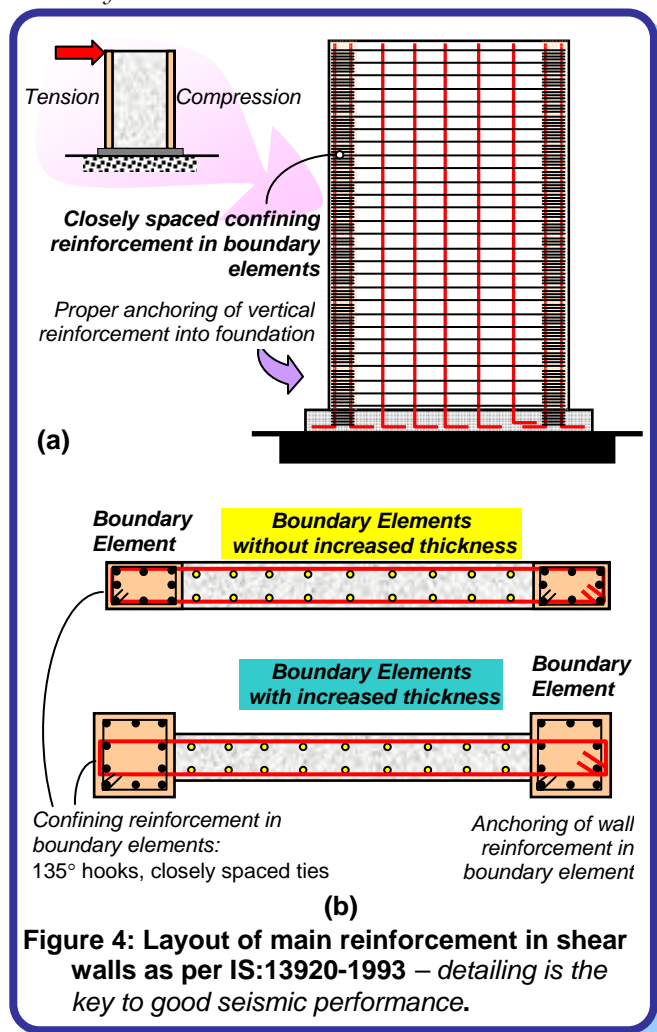 Tension
Compression
Closely spaced confining
reinforcement in boundary
elements
Proper anchoring of vertical
reinforcement into foundation
(a)
Boundary
Element
Boundary Elements
without increased thickness
Boundary Elements
with increased thickness
Boundary
Element
Confining reinforcement in
boundary elements:
135° hooks, closely spaced ties
Anchoring of wall
reinforcement in
boundary element
(b)
Figure 4: Layout of main reinforcement in shear
walls as per IS:13920-1993 – detailing is the
key to good seismic performance.